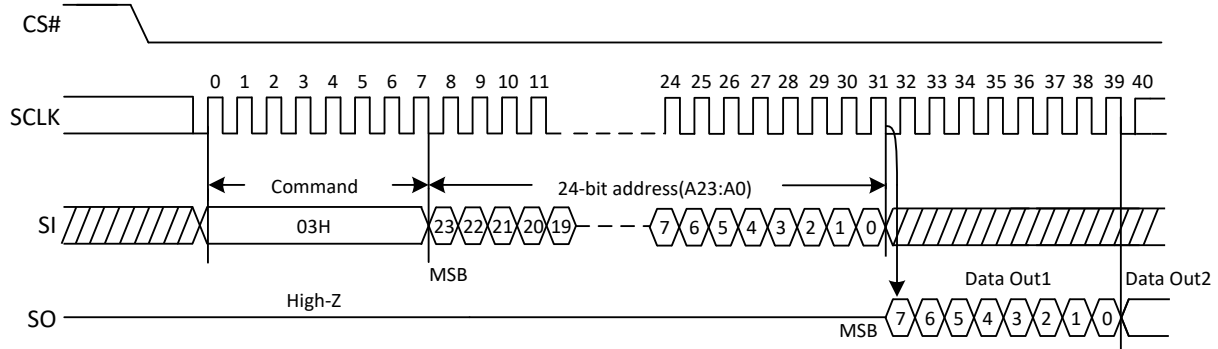 CS#
0 1 2 3 4 5 6 7 8 9 10 11 24 25 26 27 28 29 30 31 32 33 34 35 36 37 38 39 40
SCLK
Command 24-bit address(A23:A0)
SI 03H 23 22 21 20 19 7 6 5 4 3 2 1 0
MSB
High-Z Data Out1 Data Out2
SO MSB 7 6 5 4 3 2 1 0